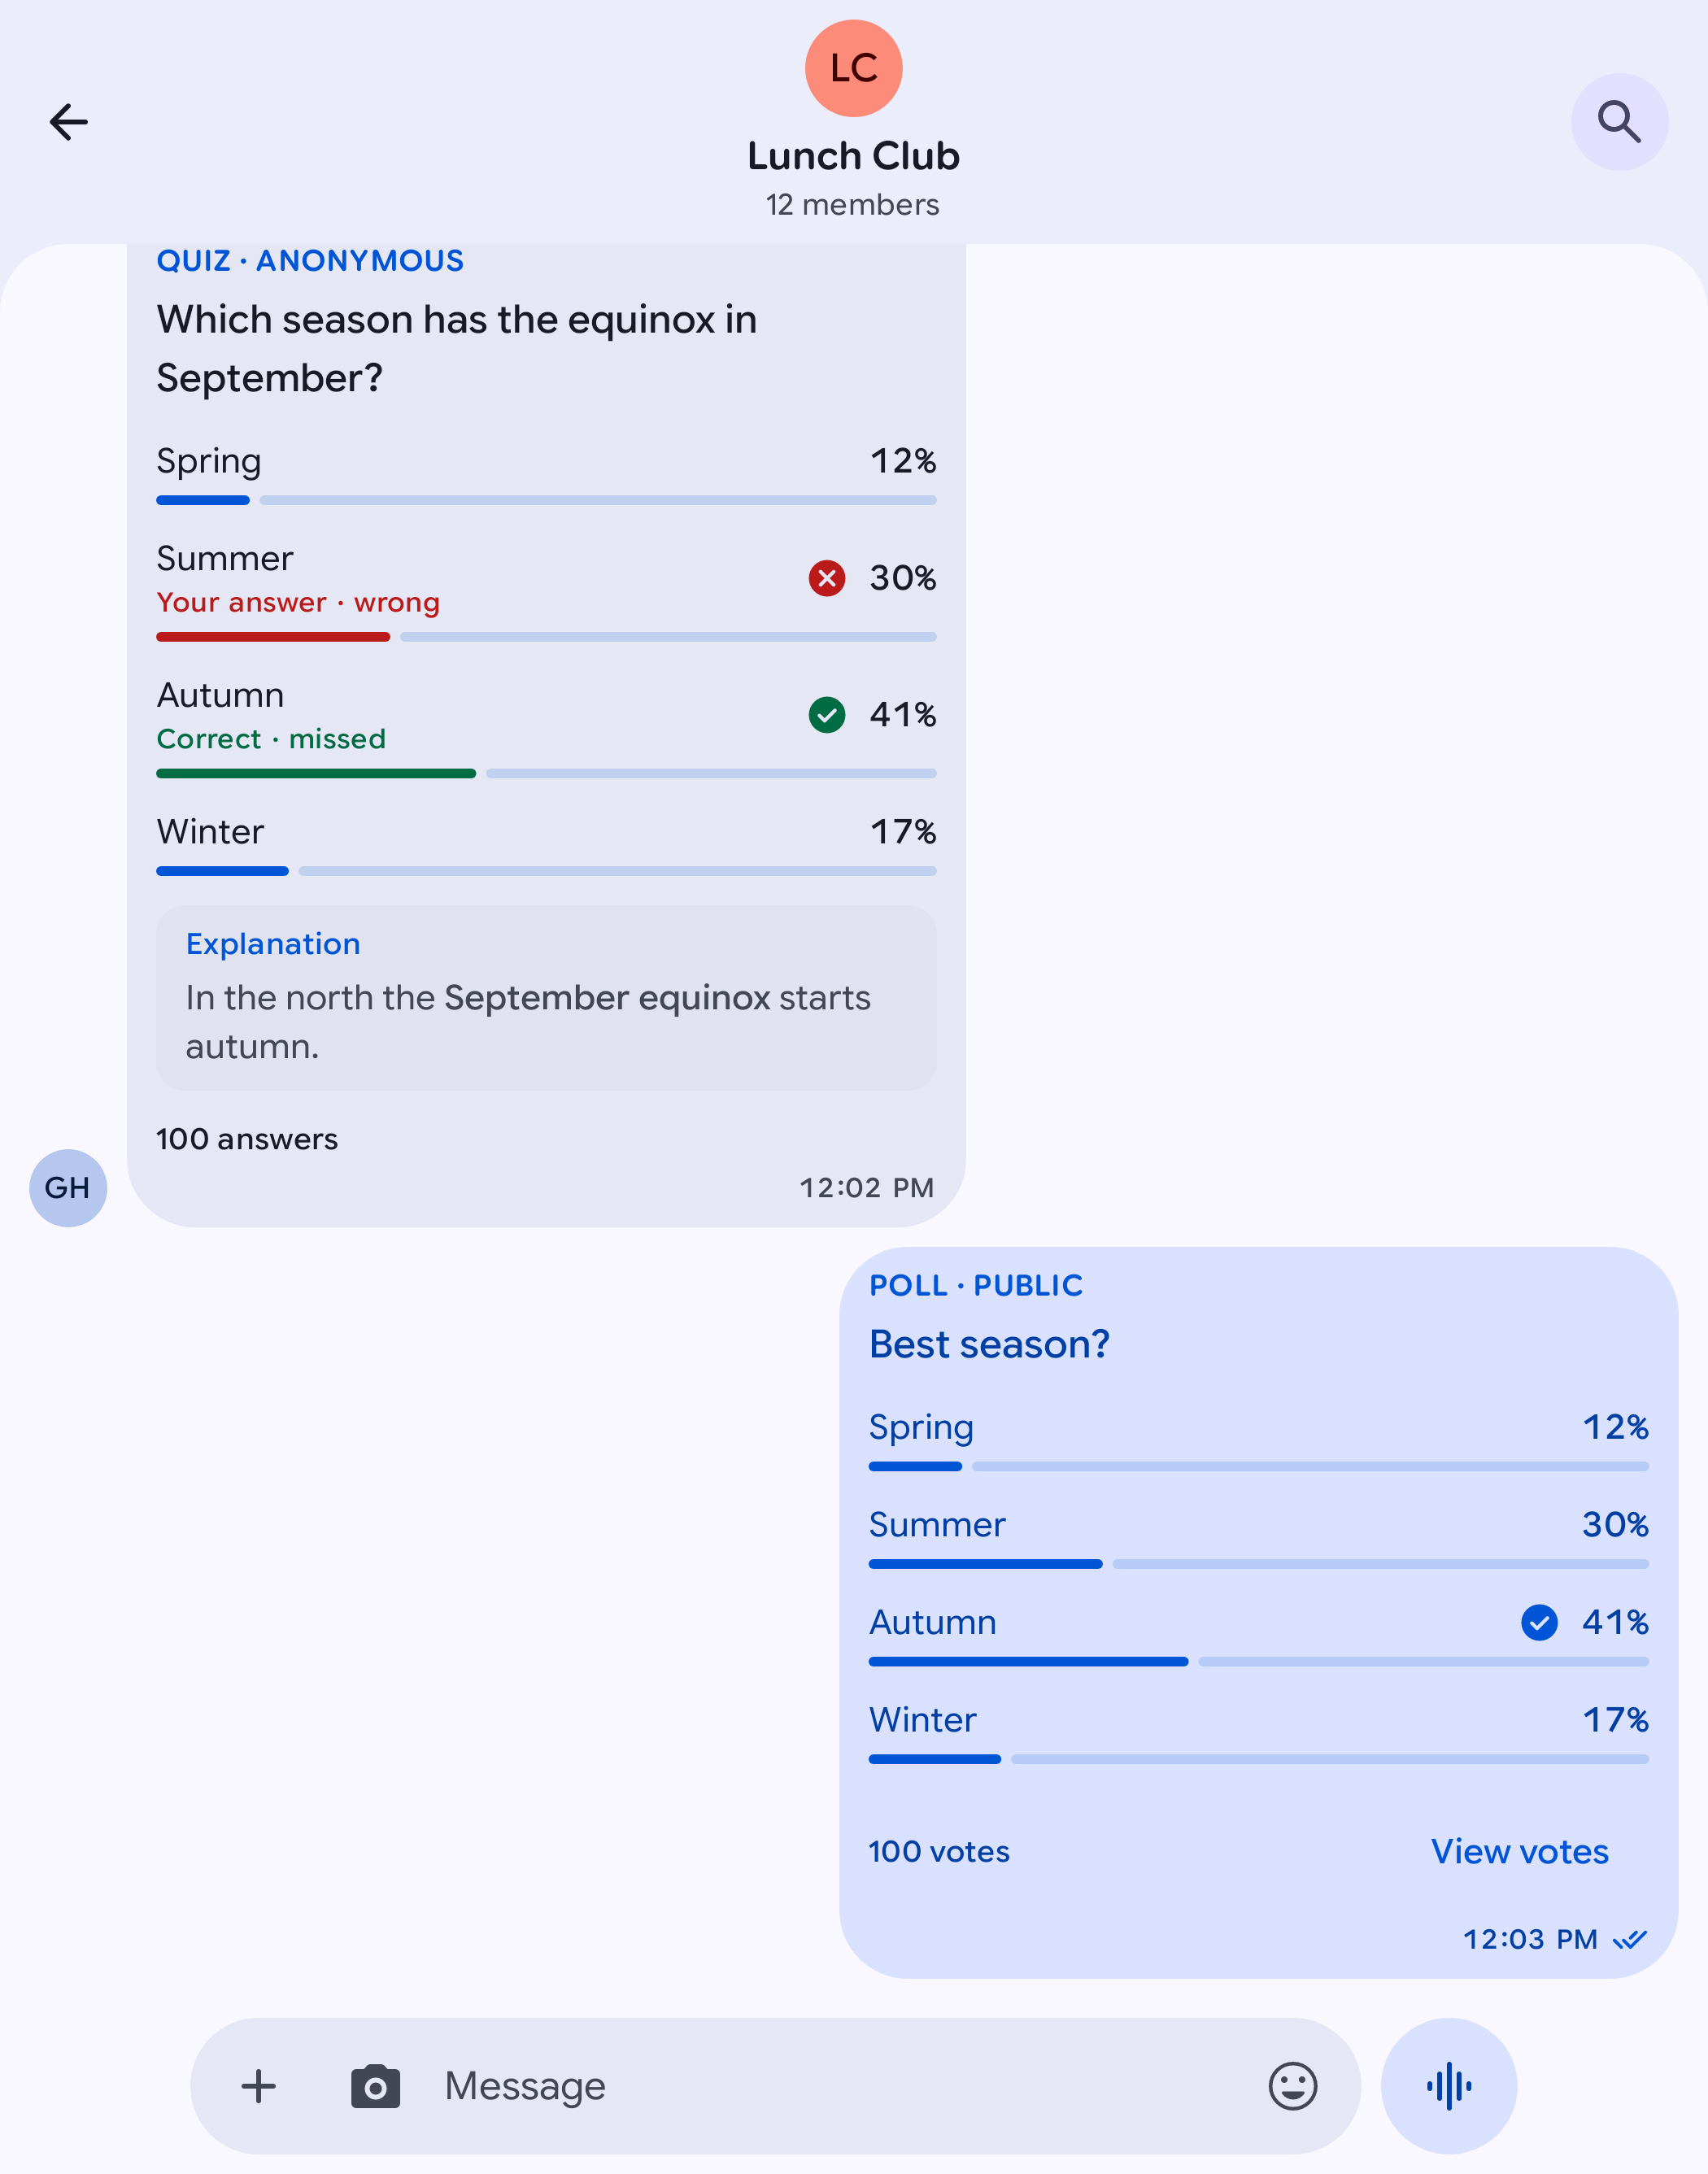 LC
Lunch Club
12 members
QUIZ · ANONYMOUS
Which season has the equinox in
September?
Spring 12%
Summer 30%
Your answer · wrong
Autumn 41%
Correct · missed
Winter 17%
Explanation
In the north the September equinox starts
autumn.
100 answers
GH
12:02 PM
POLL · PUBLIC
Best season?
Spring 12%
Summer 30%
Autumn 41%
Winter 17%
100 votes View votes
12:03 PM
Message